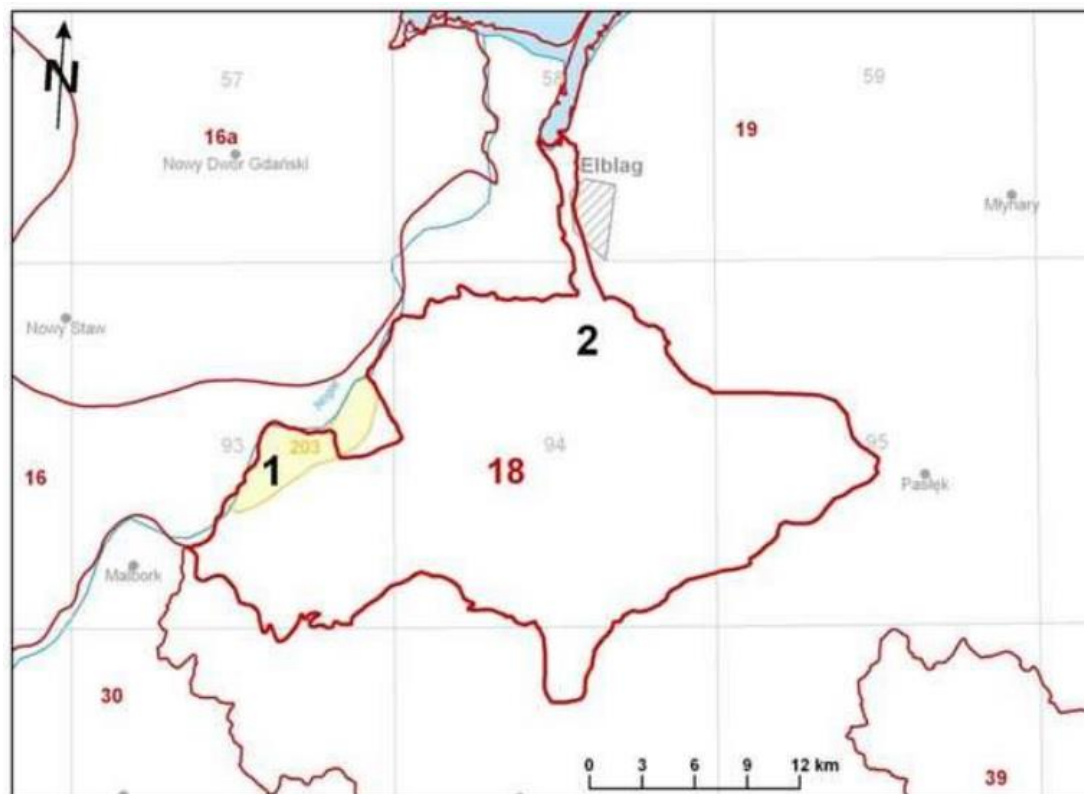 N
57
58
59
16a
Nowy Dwór Gdański
19
Elbląg
Młynary
Nowy Staw
2
Nogat
93
203
94
95
1
18
16
Pasłęk
Malbork
30
0 3 6 9 12 km
39